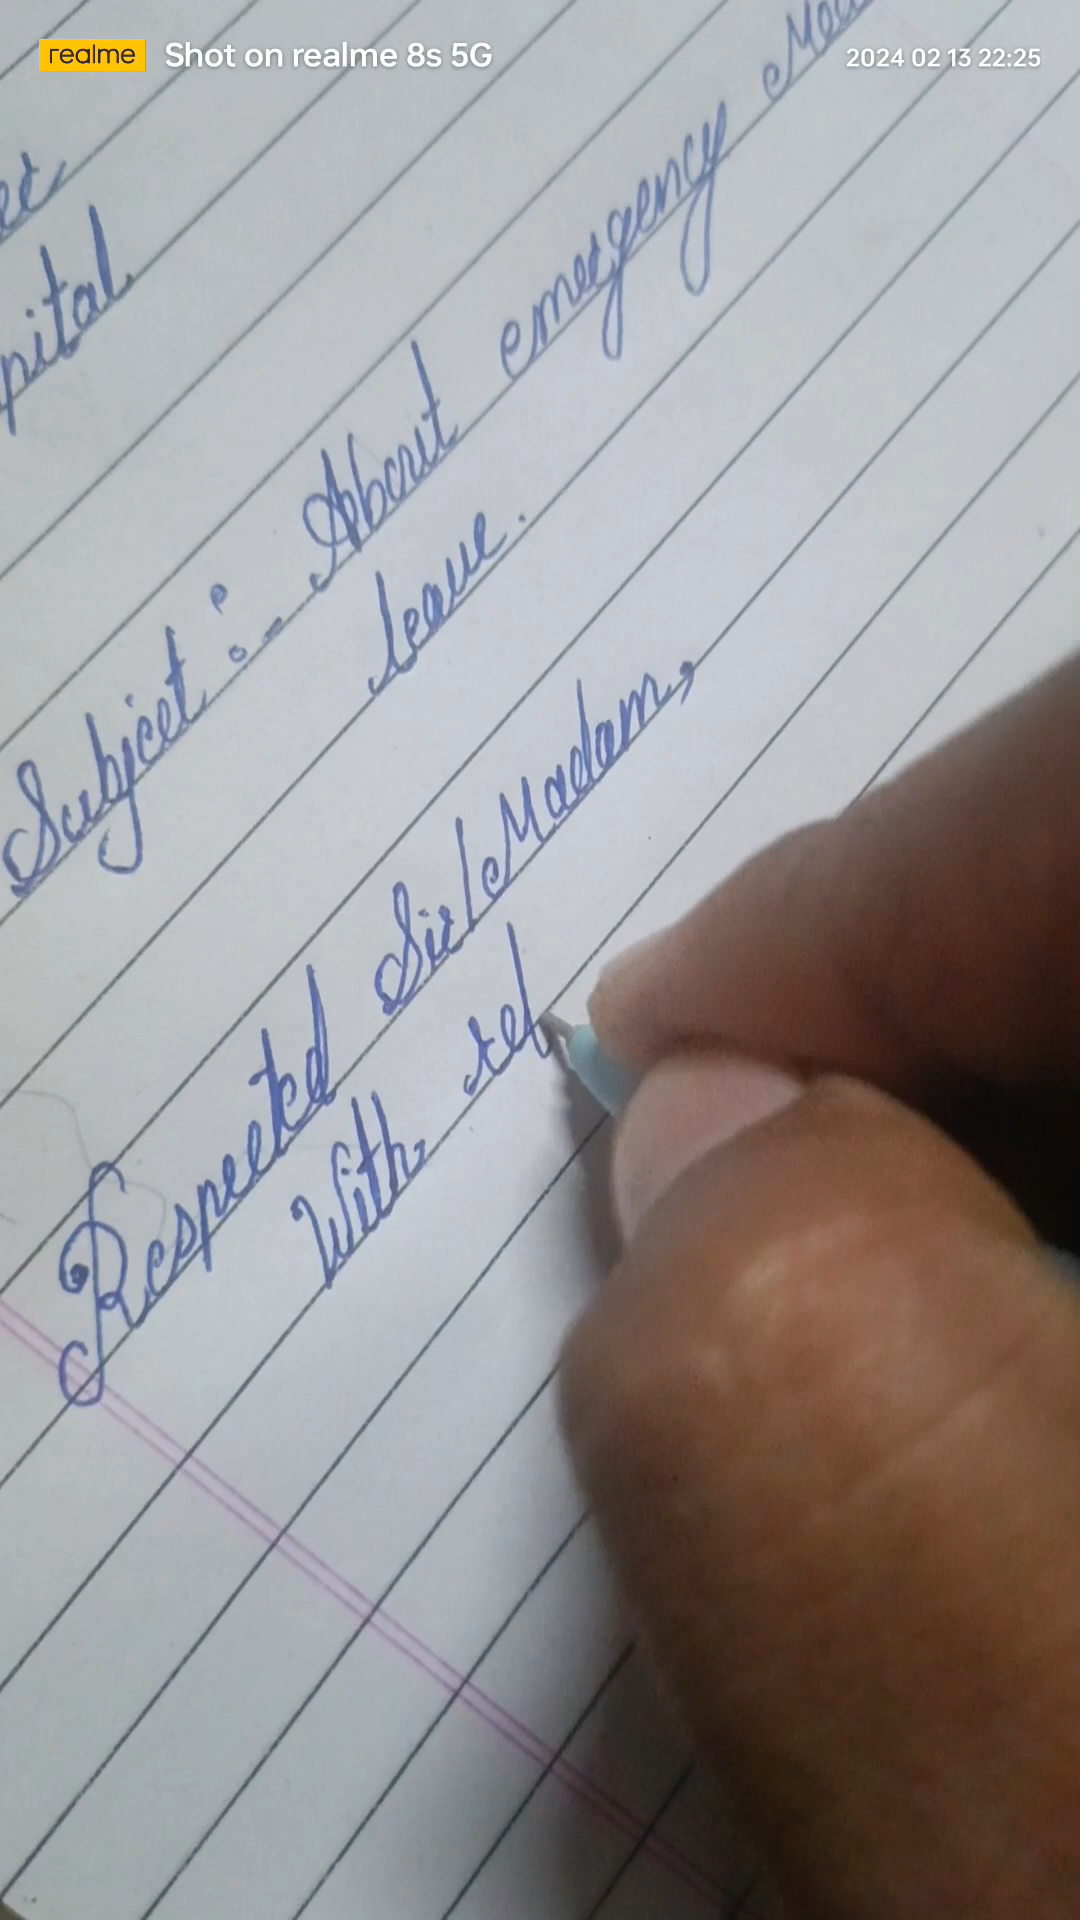 realme Shot on realme 8s 5G
2024 02 13 22:25
pital
Subject :- About emergency
leave.
Respected Sir/Madam,
With ref